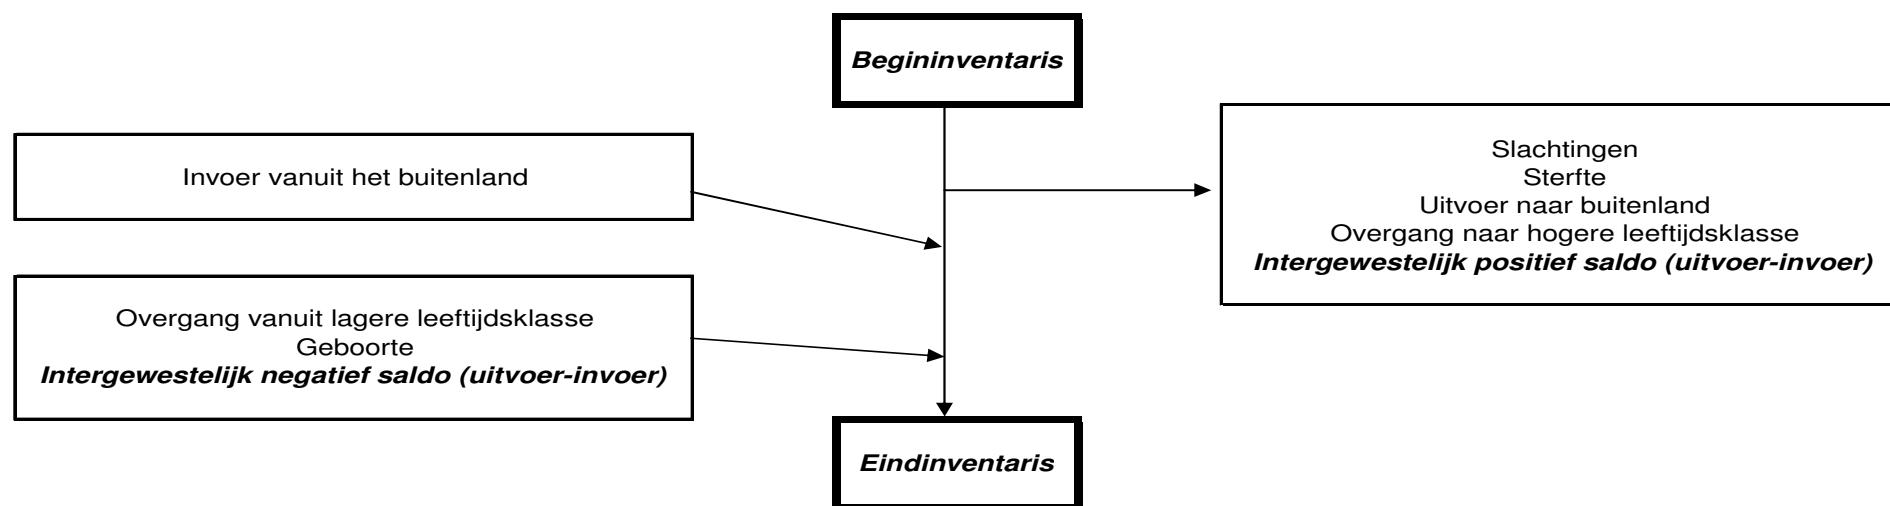 Begininventaris
Invoer vanuit het buitenland
Slachtingen
Sterfte
Uitvoer naar buitenland
Overgang naar hogere leeftijdsklasse
Intergewestelijk positief saldo (uitvoer-invoer)
Overgang vanuit lagere leeftijdsklasse
Geboorte
Intergewestelijk negatief saldo (uitvoer-invoer)
Eindinventaris